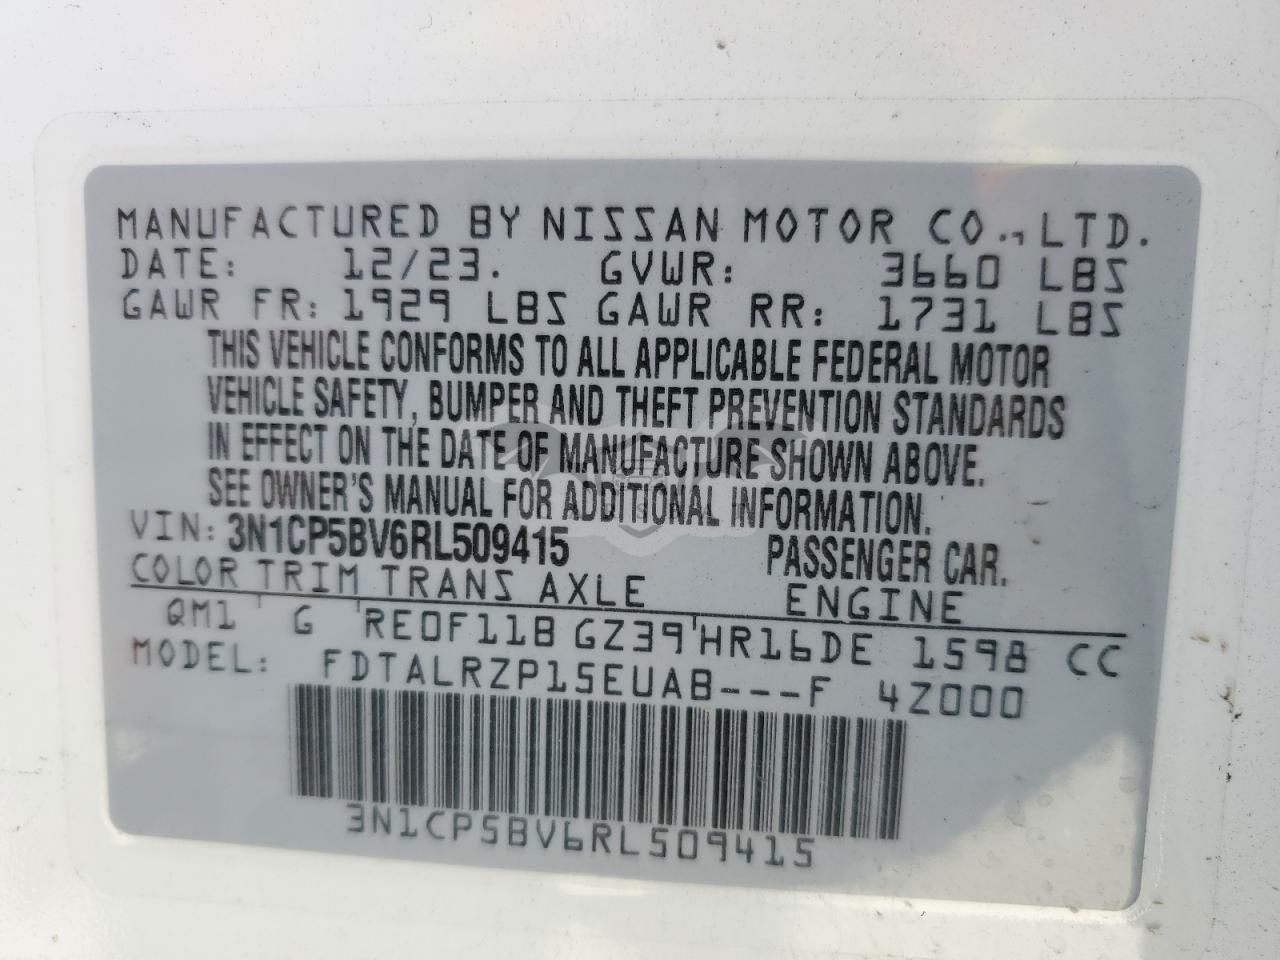 MANUFACTURED BY NISSAN MOTOR CO., LTD.
DATE: 12/23. GVWR: 3660 LBS
GAWR FR: 1929 LBS GAWR RR: 1731 LBS
THIS VEHICLE CONFORMS TO ALL APPLICABLE FEDERAL MOTOR
VEHICLE SAFETY, BUMPER AND THEFT PREVENTION STANDARDS
IN EFFECT ON THE DATE OF MANUFACTURE SHOWN ABOVE.
SEE OWNER'S MANUAL FOR ADDITIONAL INFORMATION.
VIN: 3N1CP5BV6RL509415 PASSENGER CAR.
COLOR TRIM TRANS AXLE ENGINE
QM1 G RE0F11B GZ39 HR16DE 1598 CC
MODEL: FDTALRZP15EUAB---F 4Z000
3N1CP5BV6RL509415